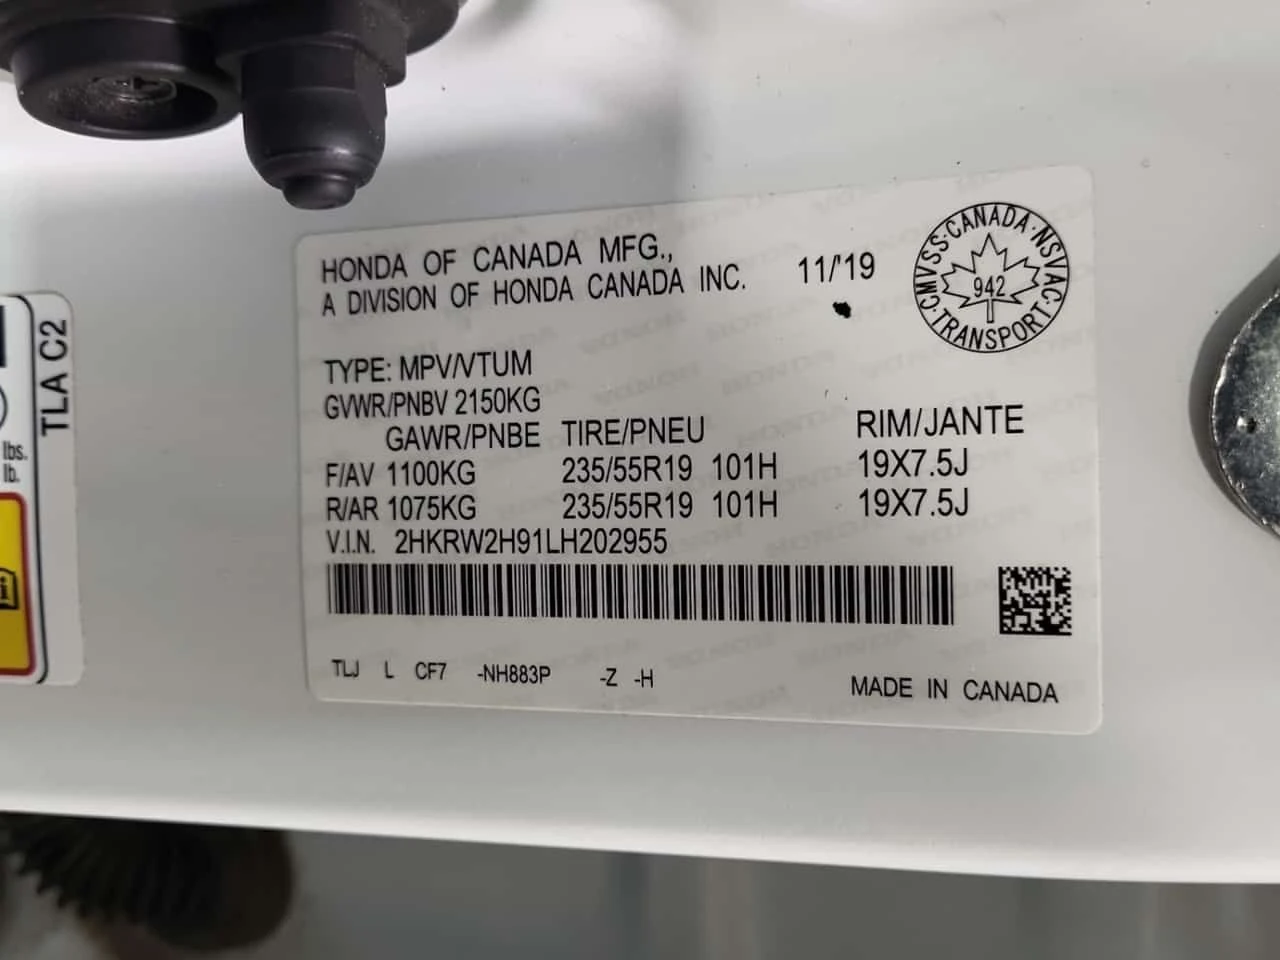 HONDA OF CANADA MFG.,
A DIVISION OF HONDA CANADA INC. 11/'19
CMVSS·CANADA·NSVAC·TRANSPORT·
942
TYPE: MPV/VTUM
GVWR/PNBV 2150KG
GAWR/PNBE TIRE/PNEU RIM/JANTE
F/AV 1100KG 235/55R19 101H 19X7.5J
R/AR 1075KG 235/55R19 101H 19X7.5J
V.I.N. 2HKRW2H91LH202955
TLJ L CF7 -NH883P -Z -H
MADE IN CANADA
TLA C2
lbs.
lb.